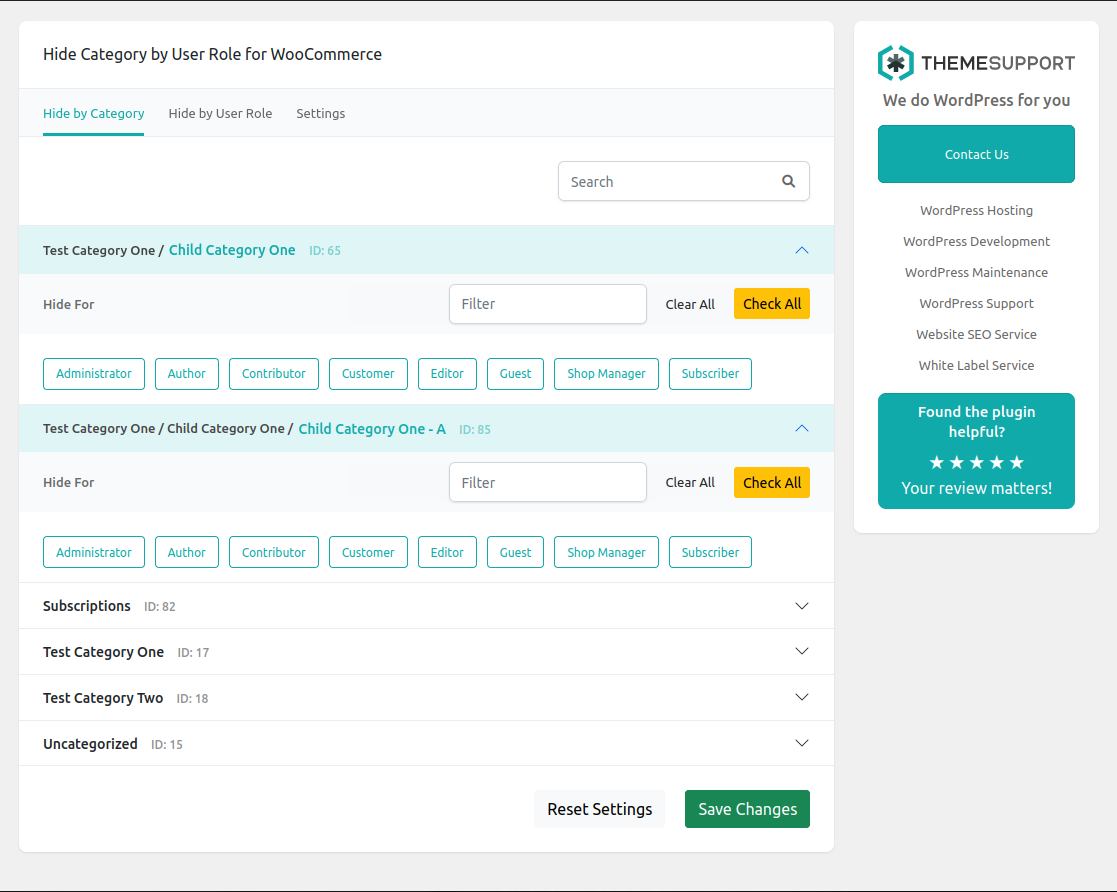 Hide Category by User Role for WooCommerce
Hide by Category Hide by User Role Settings
Search
Test Category One / Child Category One ID: 65
Hide For Filter Clear All Check All
Administrator Author Contributor Customer Editor Guest Shop Manager Subscriber
Test Category One / Child Category One / Child Category One - A ID: 85
Hide For Filter Clear All Check All
Administrator Author Contributor Customer Editor Guest Shop Manager Subscriber
Subscriptions ID: 82
Test Category One ID: 17
Test Category Two ID: 18
Uncategorized ID: 15
Reset Settings Save Changes
THEMESUPPORT
We do WordPress for you
Contact Us
WordPress Hosting
WordPress Development
WordPress Maintenance
WordPress Support
Website SEO Service
White Label Service
Found the plugin
helpful?
★ ★ ★ ★ ★
Your review matters!